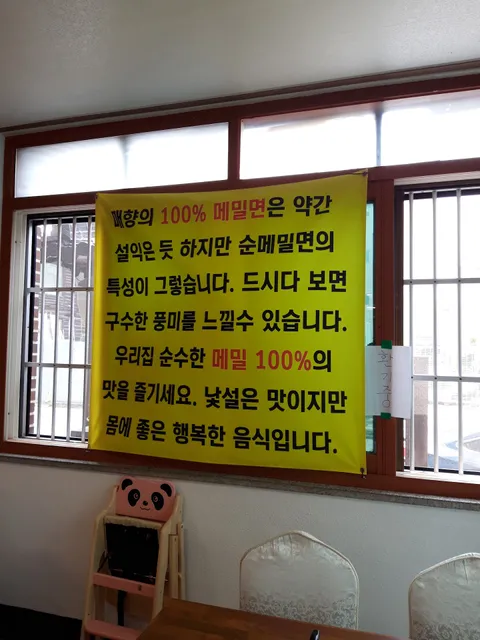 매향의 100% 메밀면은 약간
설익은 듯 하지만 순메밀면의
특성이 그렇습니다. 드시다 보면
구수한 풍미를 느낄수 있습니다.
우리집 순수한 메밀 100%의
맛을 즐기세요. 낯설은 맛이지만
몸에 좋은 행복한 음식입니다.
환기중